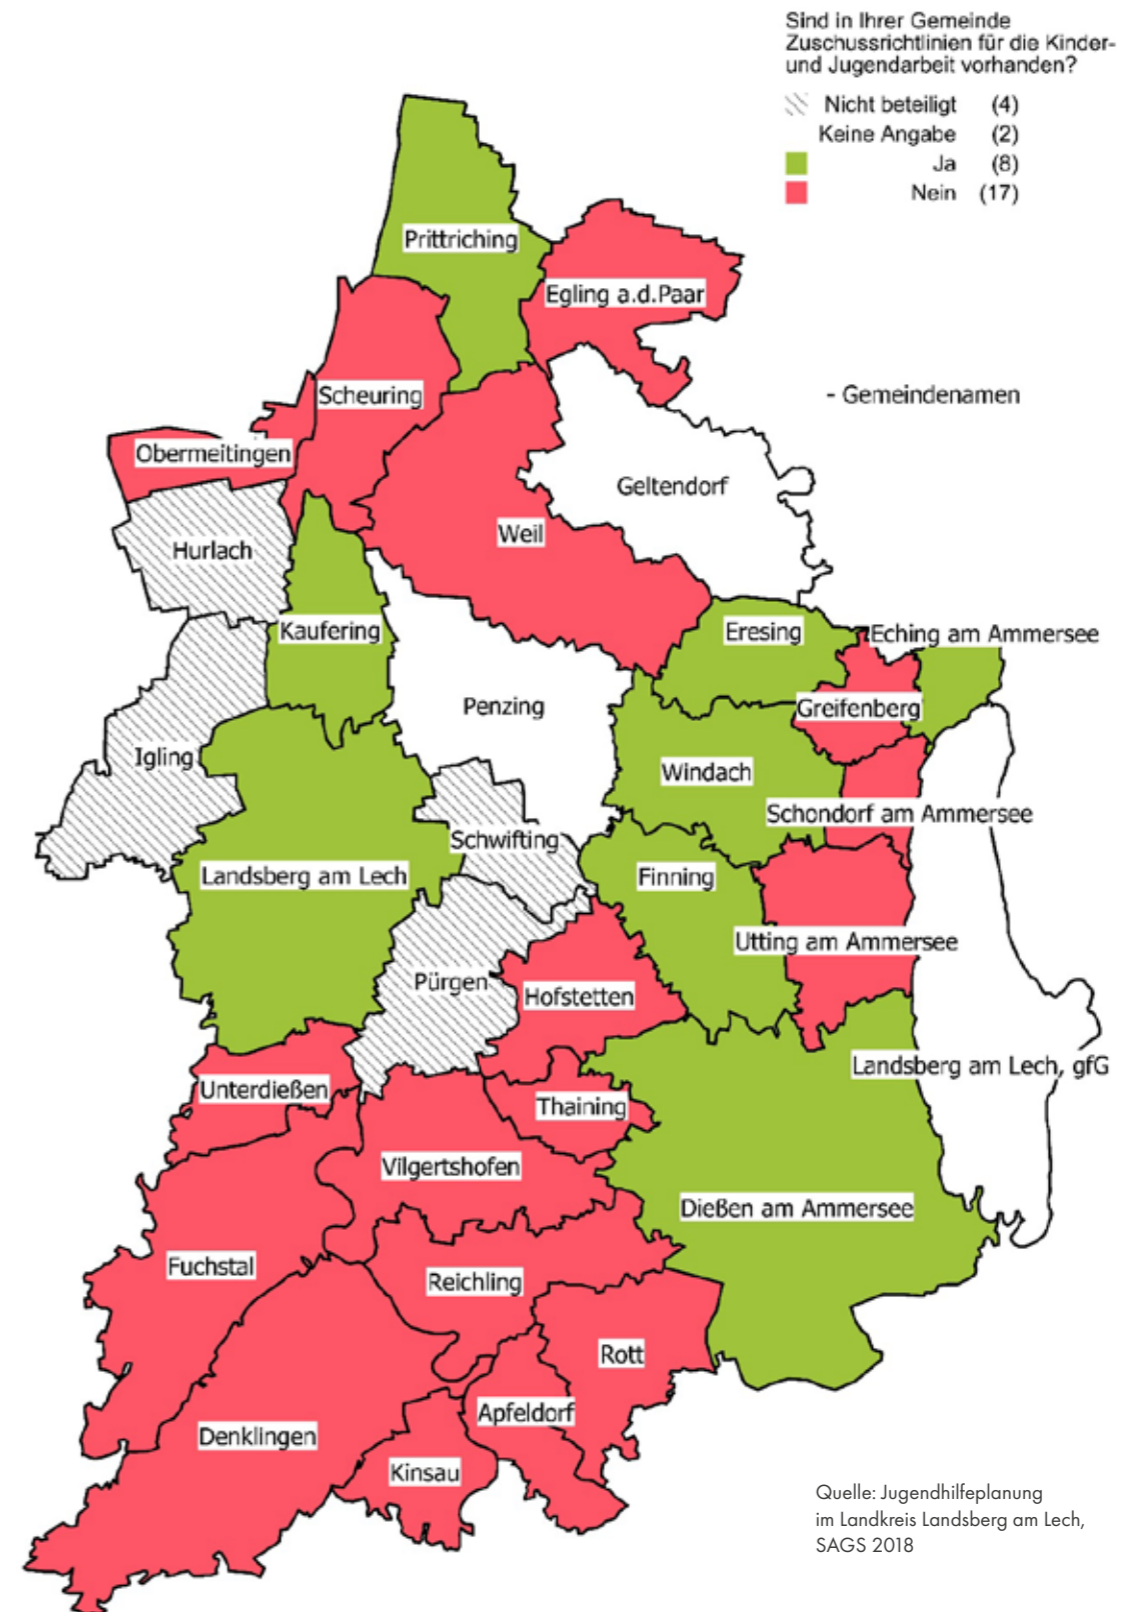 Sind in Ihrer Gemeinde
Zuschussrichtlinien für die Kinder-
und Jugendarbeit vorhanden?
Nicht beteiligt (4)
Keine Angabe (2)
Ja (8)
Nein (17)
Prittriching
Egling a.d.Paar
Scheuring
- Gemeindenamen
Obermeitingen
Geltendorf
Weil
Hurlach
Kaufering
Eresing
Eching am Ammersee
Penzing
Greifenberg
Igling
Windach
Schondorf am Ammersee
Schwifting
Landsberg am Lech
Finning
Utting am Ammersee
Pürgen
Hofstetten
Landsberg am Lech, gfG
Unterdießen
Thaining
Vilgertshofen
Dießen am Ammersee
Fuchstal
Reichling
Rott
Apfeldorf
Denklingen
Kinsau
Quelle: Jugendhilfeplanung
im Landkreis Landsberg am Lech,
SAGS 2018